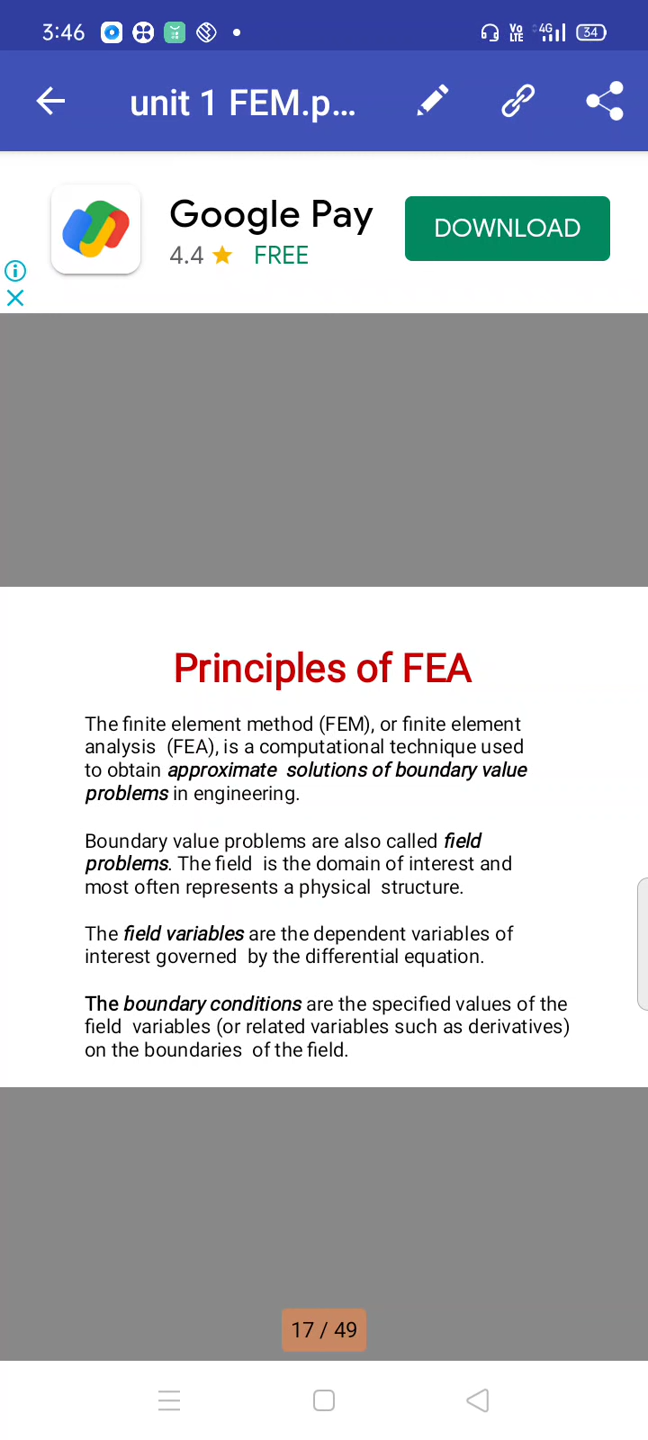 3:46
Vo LTE 4G 34
unit 1 FEM.p...
Google Pay
4.4 ★ FREE
DOWNLOAD
Principles of FEA
The finite element method (FEM), or finite element
analysis (FEA), is a computational technique used
to obtain approximate solutions of boundary value
problems in engineering.
Boundary value problems are also called field
problems. The field is the domain of interest and
most often represents a physical structure.
The field variables are the dependent variables of
interest governed by the differential equation.
The boundary conditions are the specified values of the
field variables (or related variables such as derivatives)
on the boundaries of the field.
17 / 49